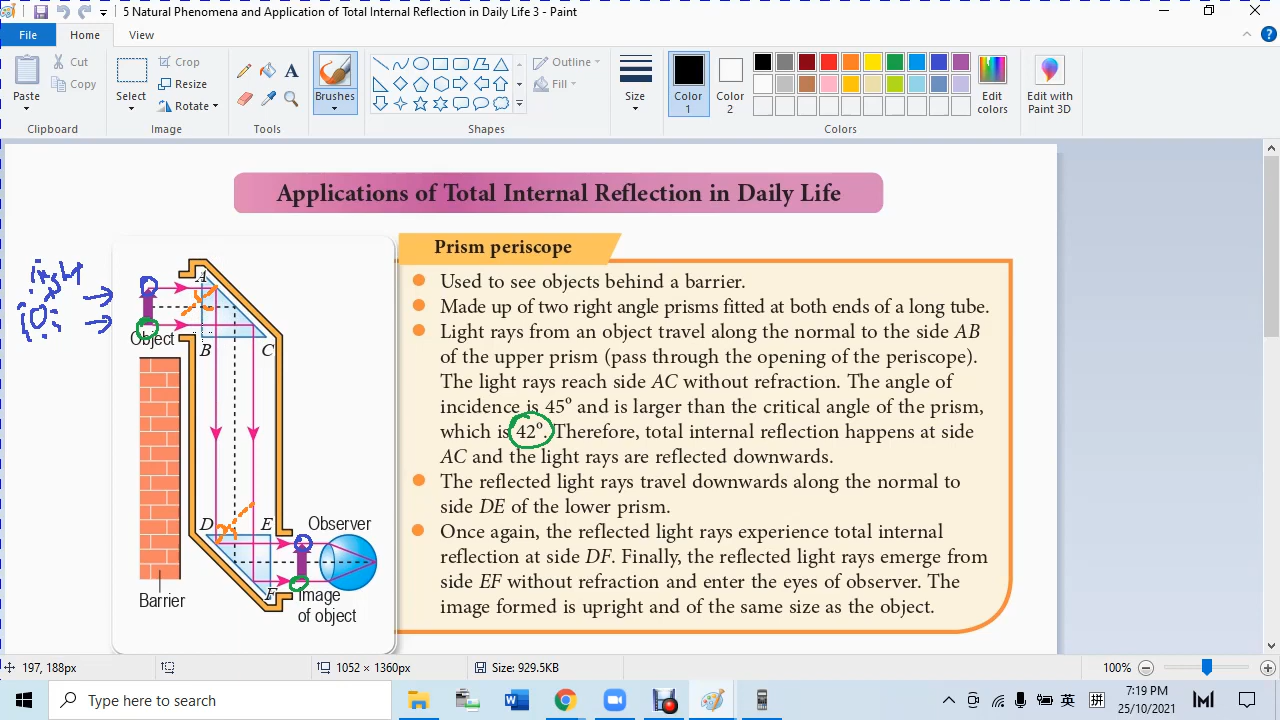 5 Natural Phenomena and Application of Total Internal Reflection in Daily Life 3 - Paint
File Home View
Paste Cut Copy Clipboard
Select Crop Resize Rotate Image
Tools
Brushes
Shapes Outline Fill
Size
Color 1 Color 2 Edit colors Colors
Edit with Paint 3D
Applications of Total Internal Reflection in Daily Life
Prism periscope
Used to see objects behind a barrier.
Made up of two right angle prisms fitted at both ends of a long tube.
Light rays from an object travel along the normal to the side AB
of the upper prism (pass through the opening of the periscope).
The light rays reach side AC without refraction. The angle of
incidence is 45° and is larger than the critical angle of the prism,
which is 42°. Therefore, total internal reflection happens at side
AC and the light rays are reflected downwards.
The reflected light rays travel downwards along the normal to
side DE of the lower prism.
Once again, the reflected light rays experience total internal
reflection at side DF. Finally, the reflected light rays emerge from
side EF without refraction and enter the eyes of observer. The
image formed is upright and of the same size as the object.
A
Object
B
C
D
E
Observer
F
Image
of object
Barrier
197, 188px
1052 × 1360px
Size: 929.5KB
100%
Type here to search
英
拼
7:19 PM
25/10/2021